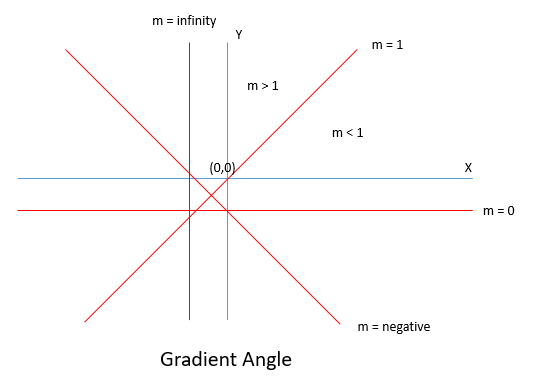 m = infinity
Y
m = 1
m > 1
m < 1
(0,0)
X
m = 0
m = negative
Gradient Angle